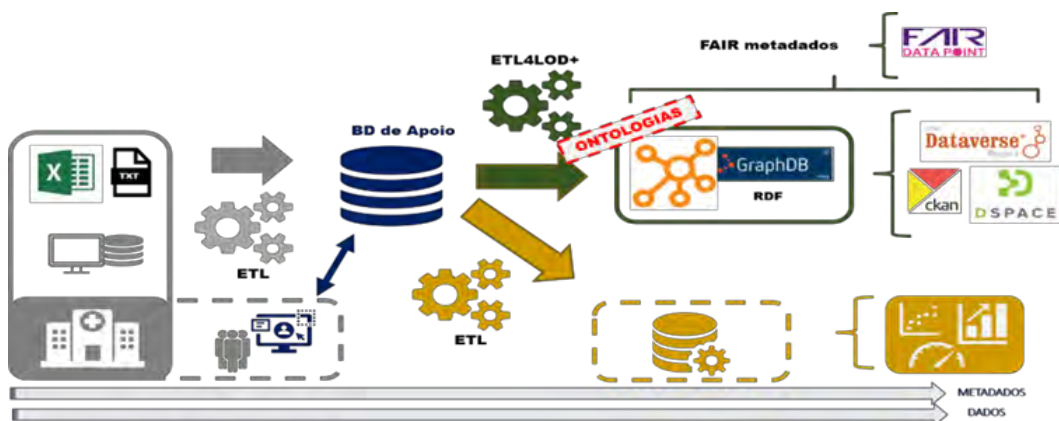 FAIR metadados
FAIR
DATA POINT
ETL4LOD+
ONTOLOGIAS
BD de Apoio
X
TXT
GraphDB
RDF
Dataverse
ckan
DSPACE
ETL
ETL
METADADOS
DADOS